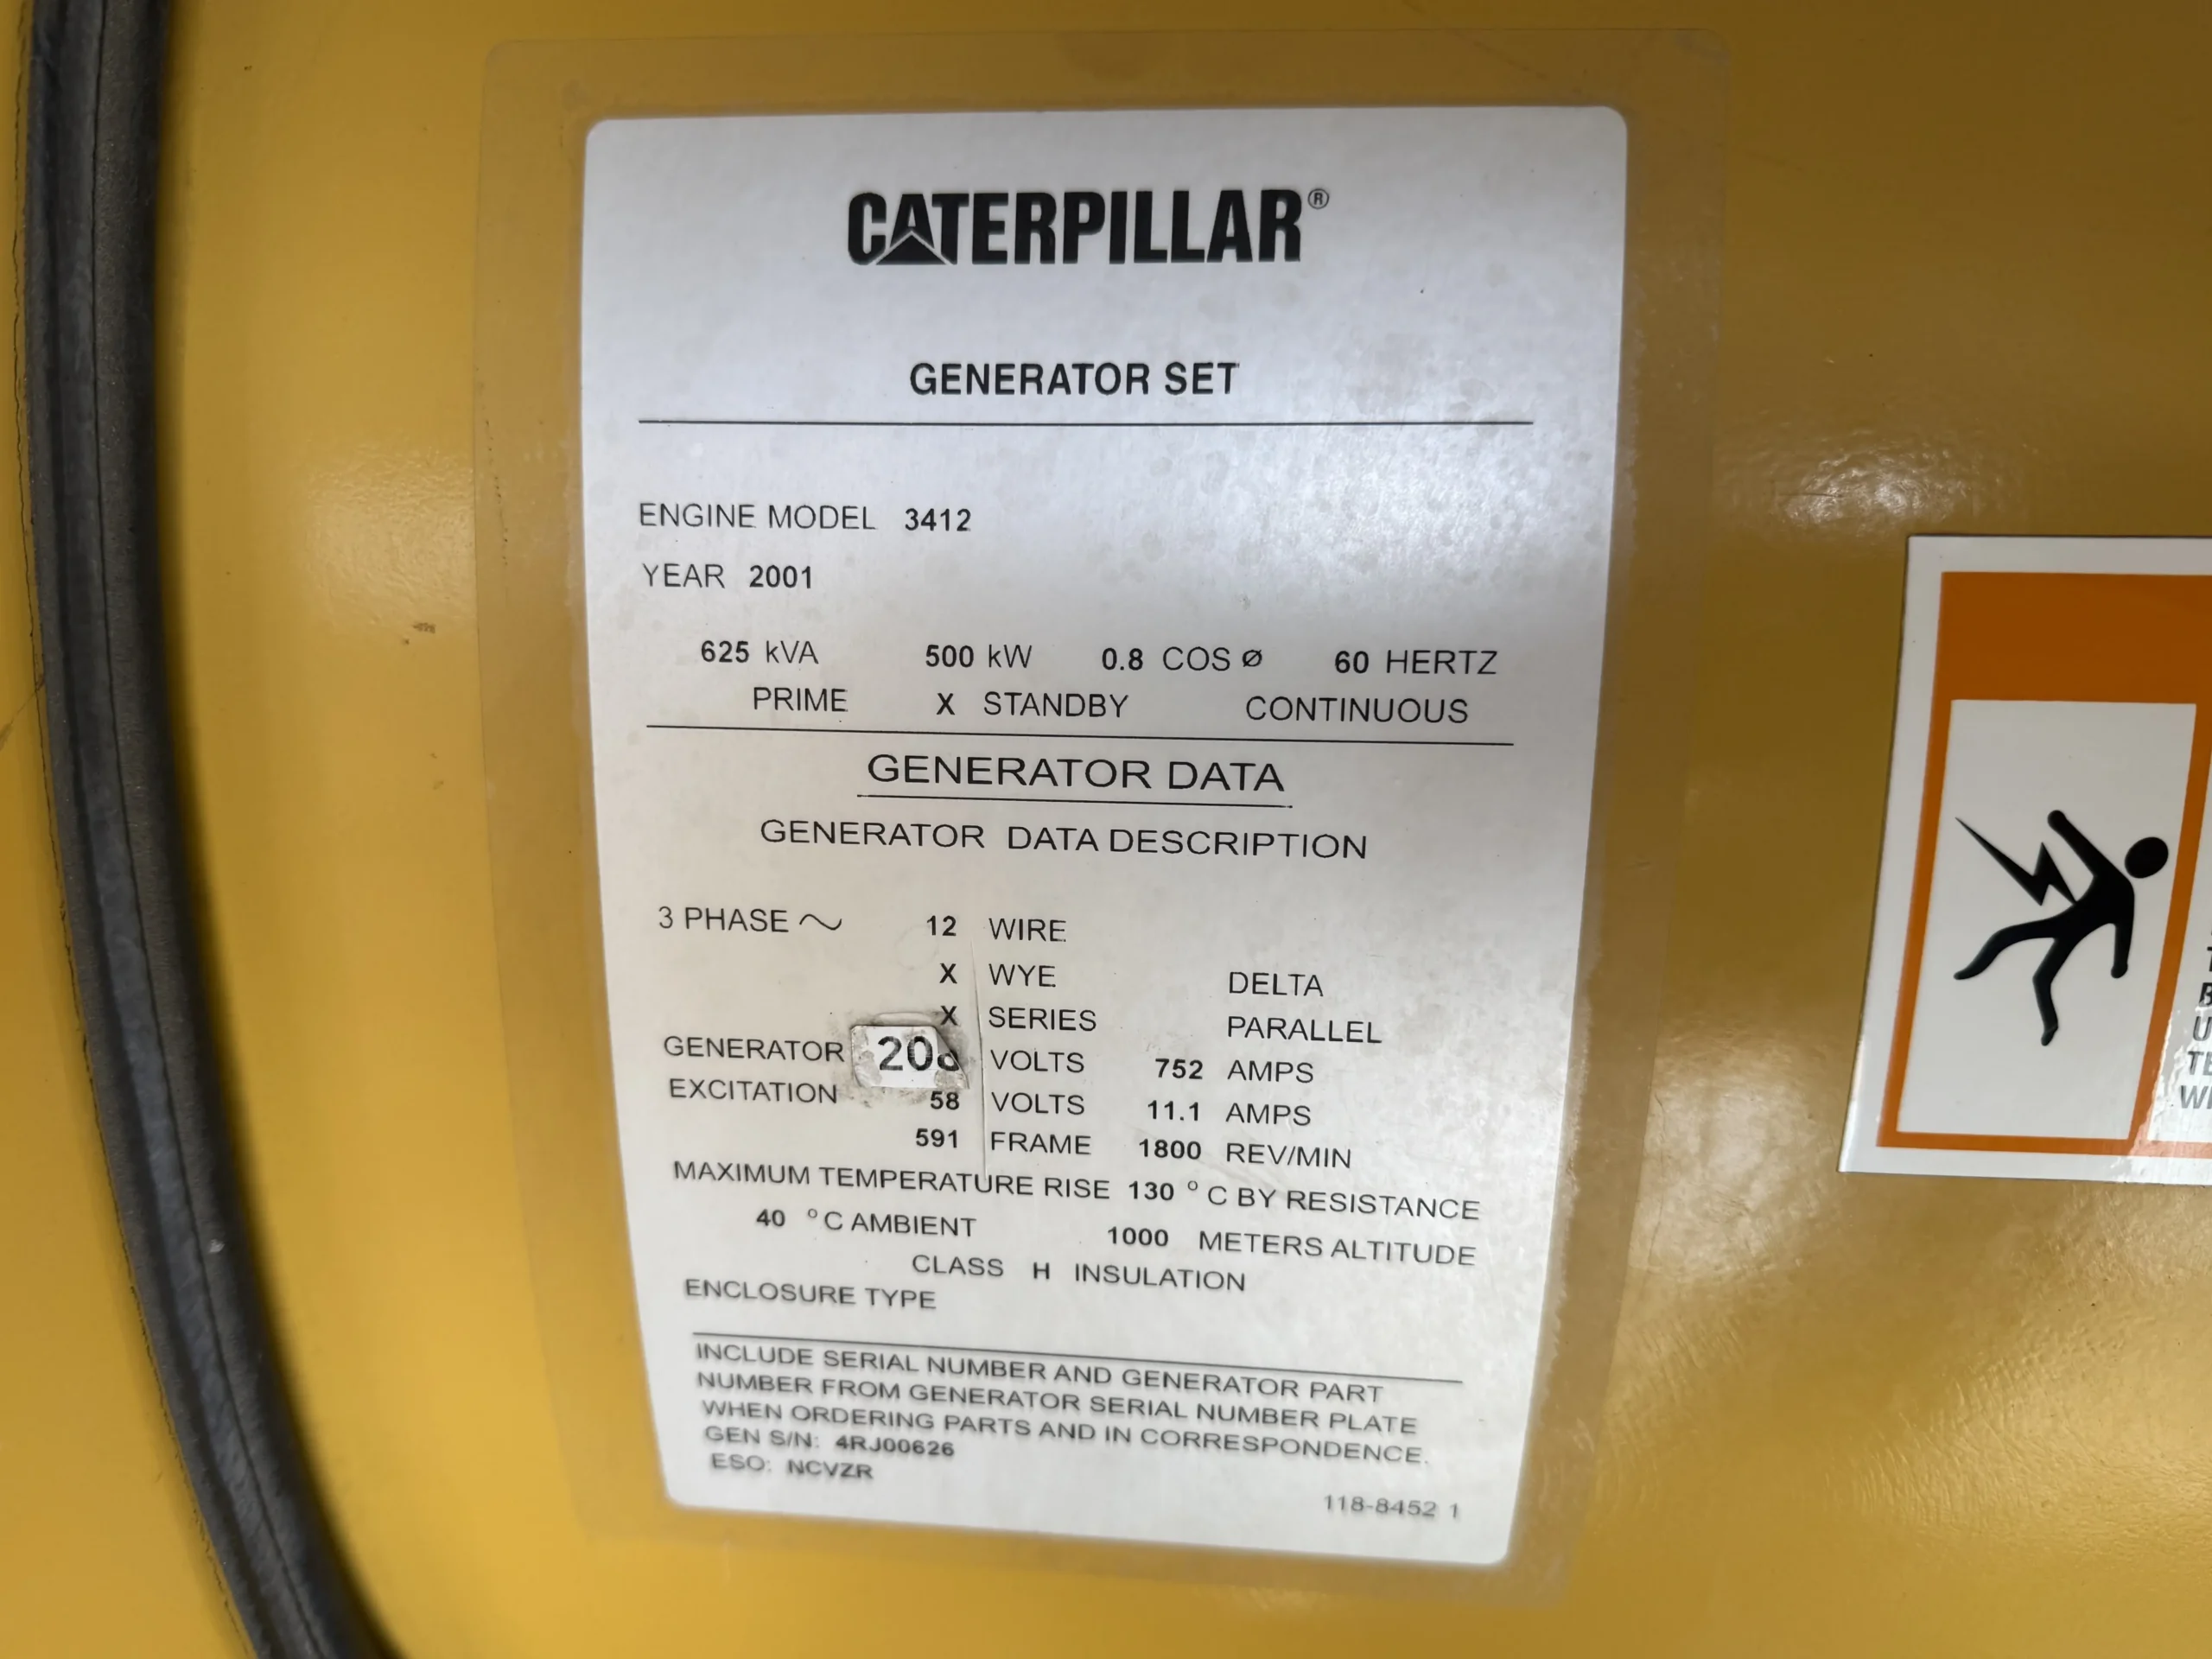 CATERPILLAR®
GENERATOR SET
ENGINE MODEL 3412
YEAR 2001
625 kVA 500 kW 0.8 COS Ø 60 HERTZ
PRIME X STANDBY CONTINUOUS
GENERATOR DATA
GENERATOR DATA DESCRIPTION
3 PHASE ~ 12 WIRE
X WYE DELTA
X SERIES PARALLEL
GENERATOR 208 VOLTS 752 AMPS
EXCITATION 58 VOLTS 11.1 AMPS
591 FRAME 1800 REV/MIN
MAXIMUM TEMPERATURE RISE 130 °C BY RESISTANCE
40 °C AMBIENT 1000 METERS ALTITUDE
CLASS H INSULATION
ENCLOSURE TYPE
INCLUDE SERIAL NUMBER AND GENERATOR PART
NUMBER FROM GENERATOR SERIAL NUMBER PLATE
WHEN ORDERING PARTS AND IN CORRESPONDENCE.
GEN S/N: 4RJ00626
ESO: NCVZR
118-8452 1